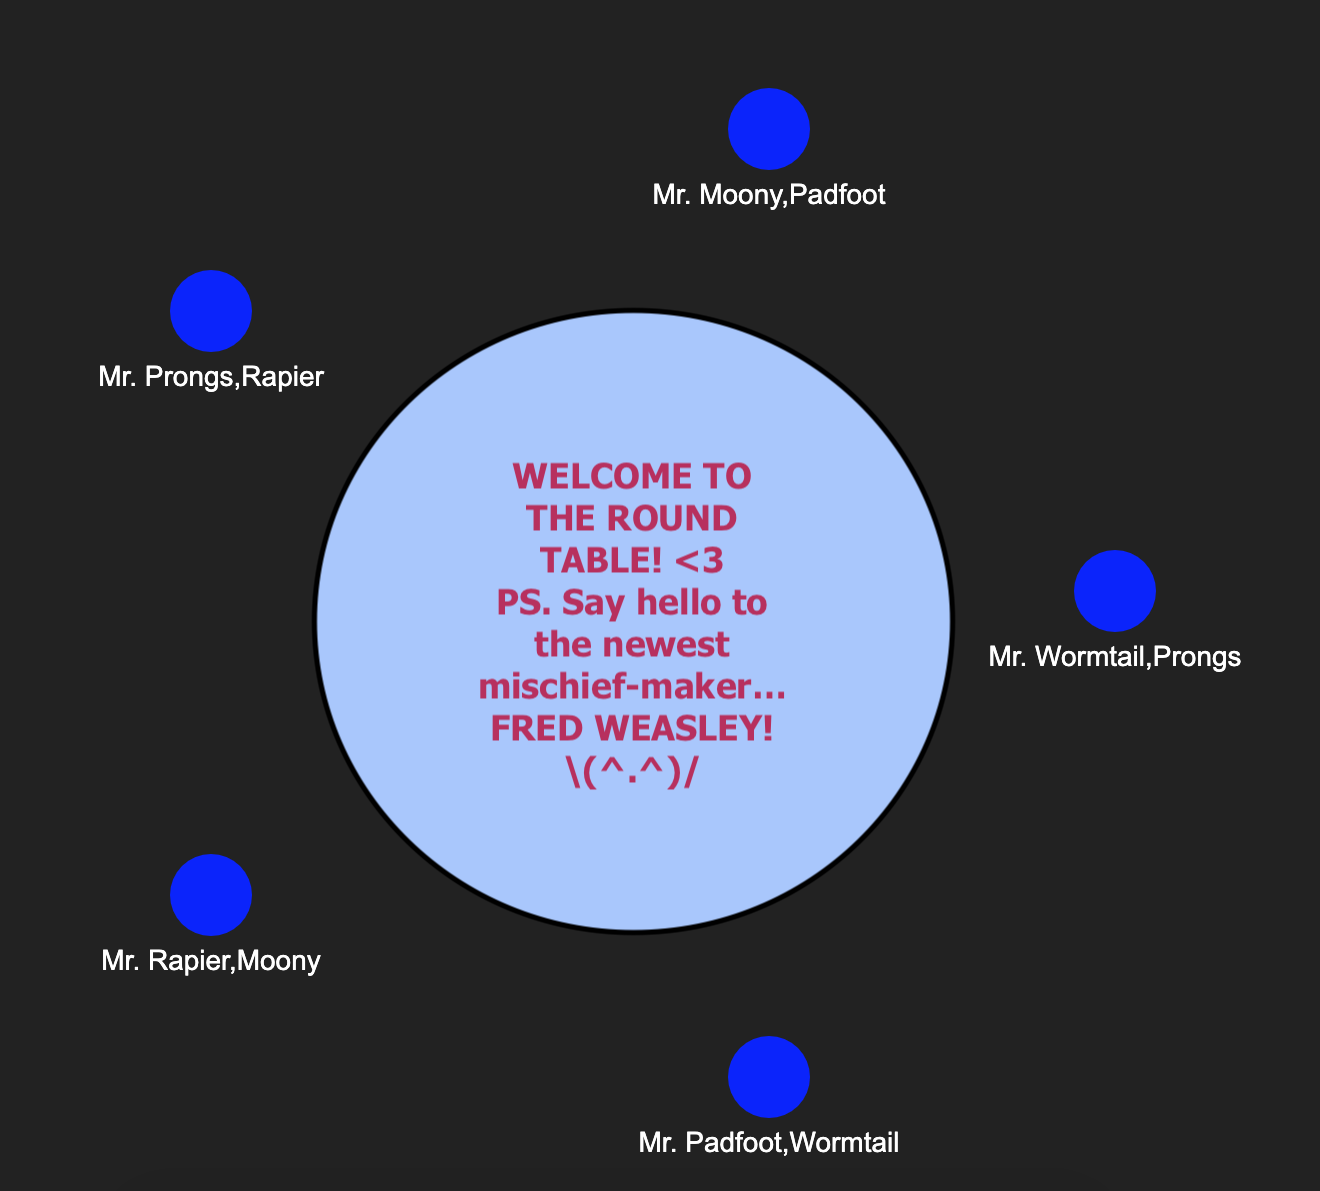 Mr. Moony,Padfoot
Mr. Prongs,Rapier
WELCOME TO
THE ROUND
TABLE! <3
PS. Say hello to
the newest
mischief-maker...
FRED WEASLEY!
\(^.^)/
Mr. Wormtail,Prongs
Mr. Rapier,Moony
Mr. Padfoot,Wormtail